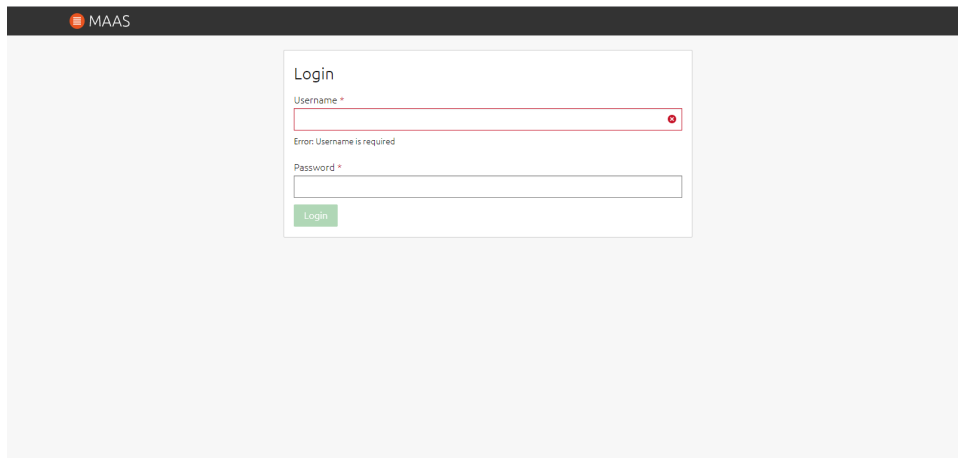 MAAS
Login
Username *
Error: Username is required
Password *
Login